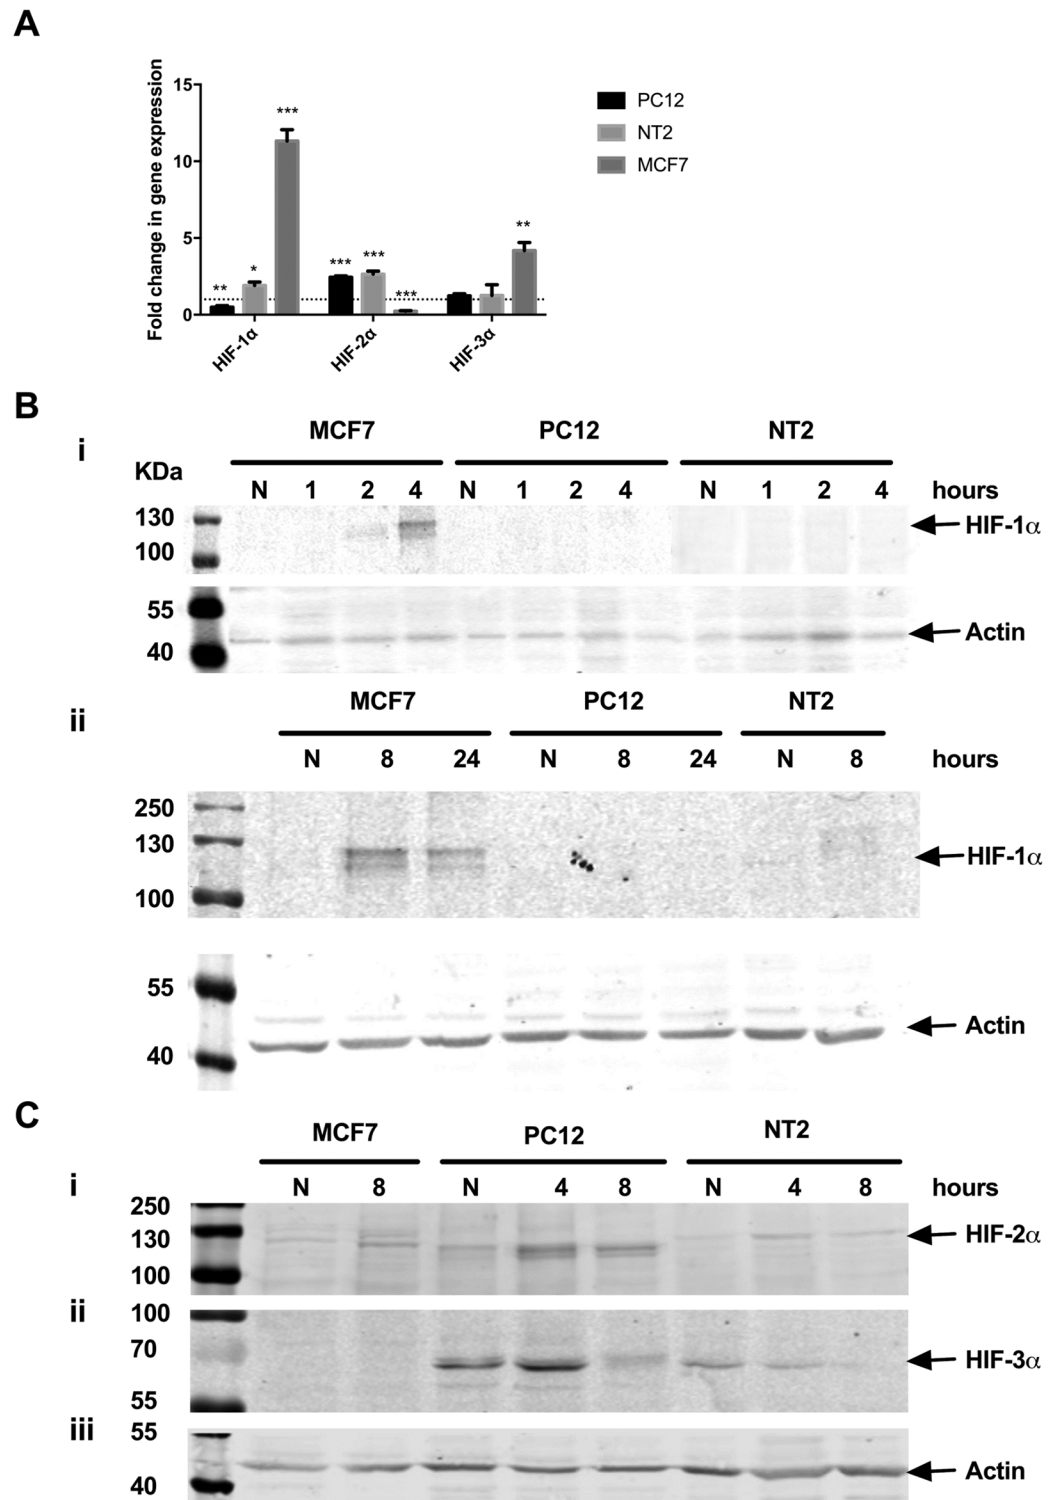 A
Fold change in gene expression
15
10
5
0
***
**
*
***
***
***
**
HIF-1α
HIF-2α
HIF-3α
PC12
NT2
MCF7
B
i
MCF7
PC12
NT2
KDa
N 1 2 4 N 1 2 4 N 1 2 4 hours
130
100
HIF-1α
55
40
Actin
ii
MCF7
PC12
NT2
N 8 24 N 8 24 N 8 hours
250
130
100
HIF-1α
55
40
Actin
C
MCF7
PC12
NT2
i
N 8 N 4 8 N 4 8 hours
250
130
100
HIF-2α
ii
100
70
55
HIF-3α
iii
55
40
Actin